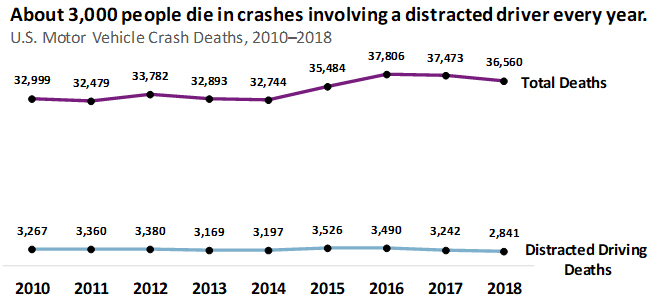 About 3,000 people die in crashes involving a distracted driver every year.
U.S. Motor Vehicle Crash Deaths, 2010–2018
32,999 32,479 33,782 32,893 32,744 35,484 37,806 37,473 36,560
Total Deaths
3,267 3,360 3,380 3,169 3,197 3,526 3,490 3,242 2,841
Distracted Driving
Deaths
2010 2011 2012 2013 2014 2015 2016 2017 2018